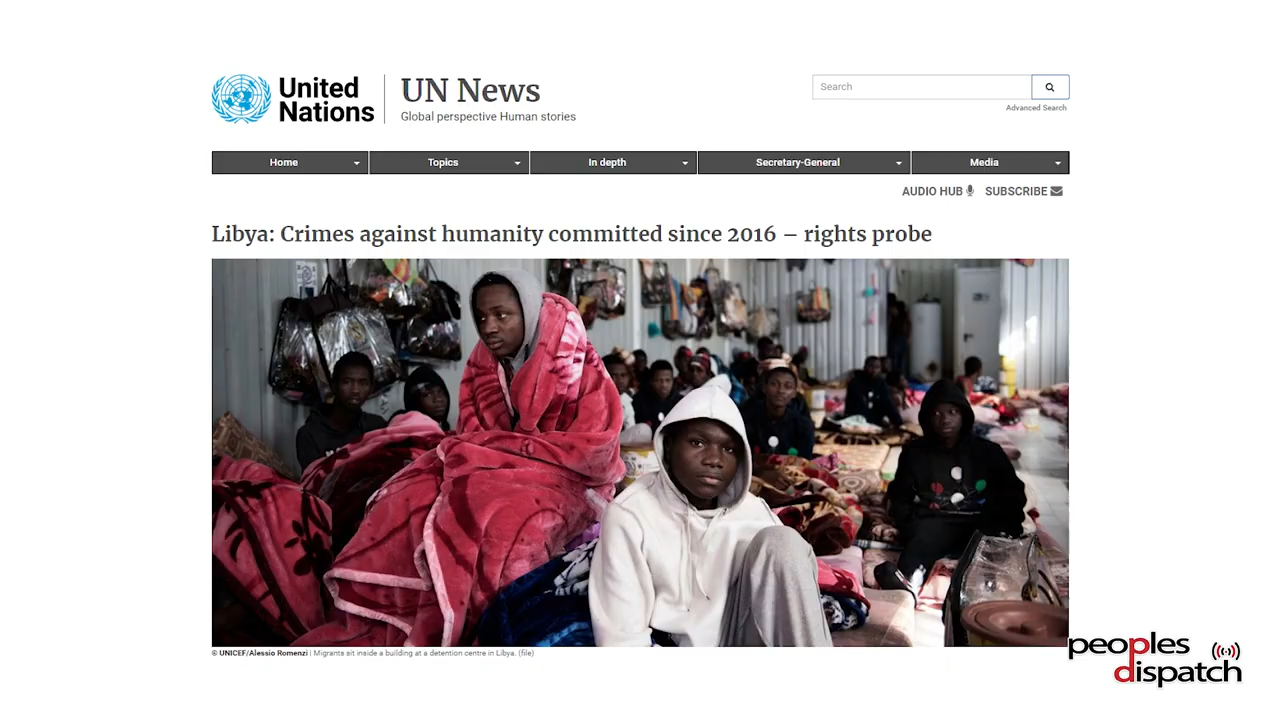 United
Nations
UN News
Global perspective Human stories
Search
Advanced Search
Home
Topics
In depth
Secretary-General
Media
AUDIO HUB
SUBSCRIBE
Libya: Crimes against humanity committed since 2016 – rights probe
© UNICEF/Alessio Romenzi | Migrants sit inside a building at a detention centre in Libya. (file)
peoples
dispatch